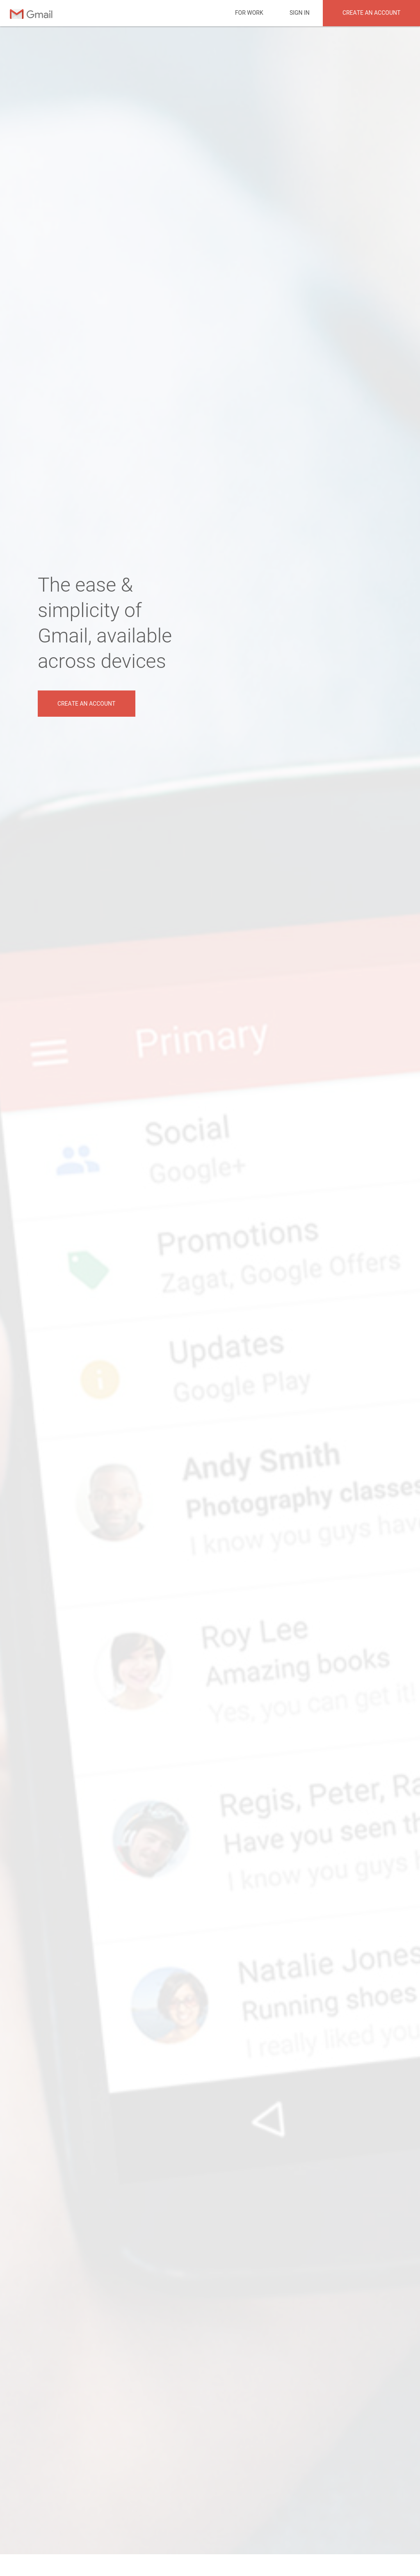 Gmail
FOR WORK
SIGN IN
CREATE AN ACCOUNT
The ease &
simplicity of
Gmail, available
across devices
CREATE AN ACCOUNT
Primary
Social
Google+
Promotions
Zagat, Google Offers
Updates
Google Play
Andy Smith
Photography classes
I know you guys have
Roy Lee
Amazing books
Yes, you can get it!
Regis, Peter,
Have you seen
I know you guys
Natalie Jones
Running shoes
I really liked you